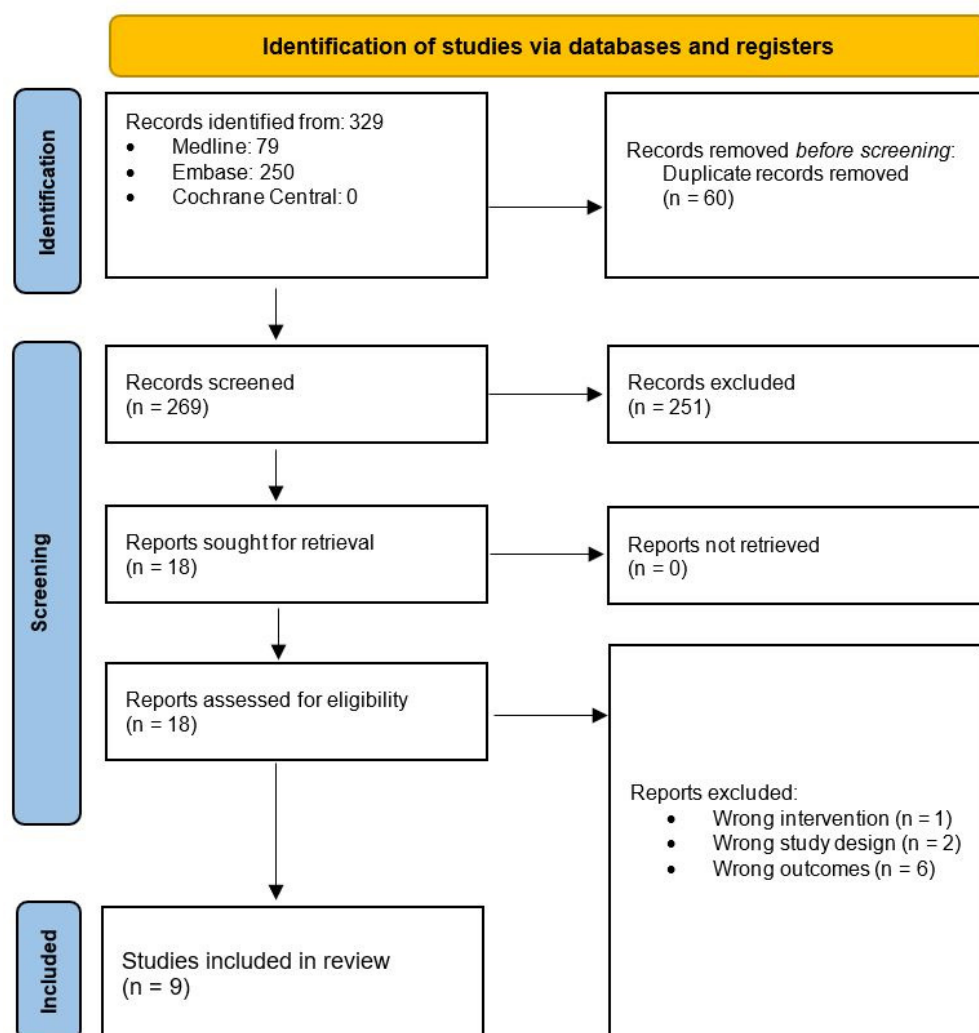 Identification of studies via databases and registers
Identification
Records identified from: 329
• Medline: 79
• Embase: 250
• Cochrane Central: 0
Records removed before screening:
Duplicate records removed
(n = 60)
Screening
Records screened
(n = 269)
Records excluded
(n = 251)
Reports sought for retrieval
(n = 18)
Reports not retrieved
(n = 0)
Reports assessed for eligibility
(n = 18)
Reports excluded:
• Wrong intervention (n = 1)
• Wrong study design (n = 2)
• Wrong outcomes (n = 6)
Included
Studies included in review
(n = 9)